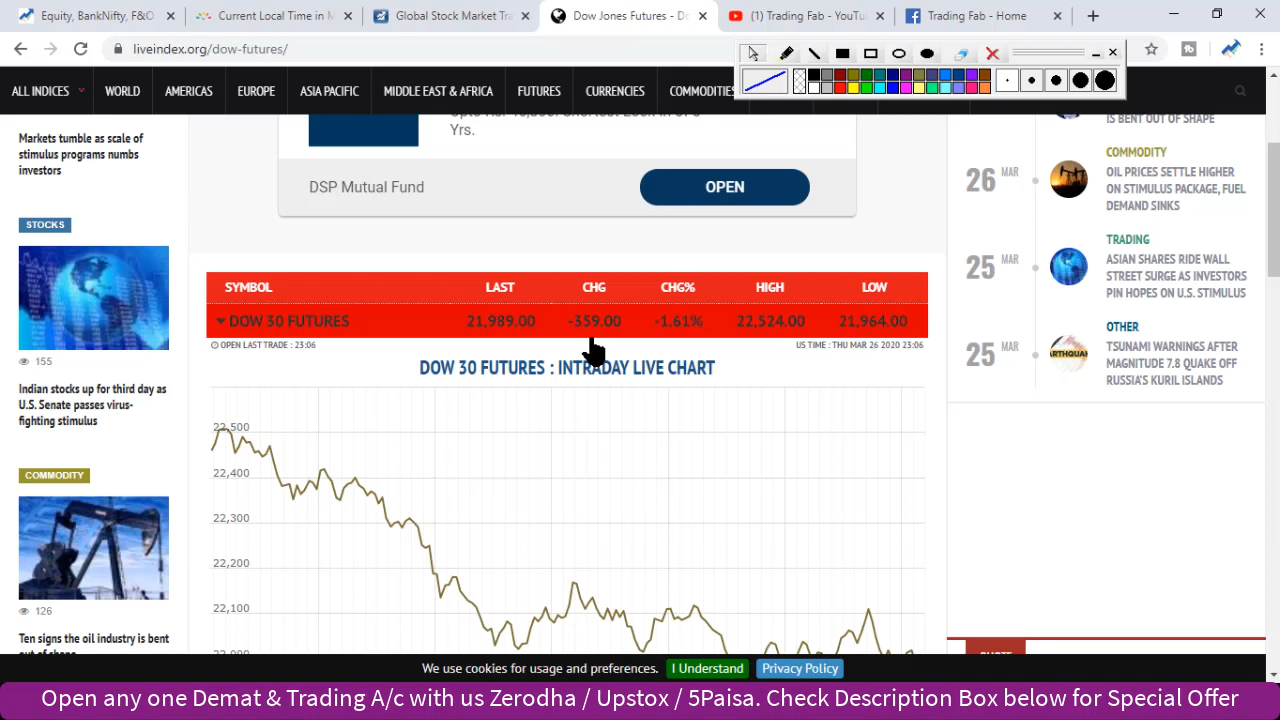 Equity, BankNifty, F&O
Current Local Time in M
Global Stock Market Tra
Dow Jones Futures - Do
(1) Trading Fab - YouTu
Trading Fab - Home
liveindex.org/dow-futures/
ALL INDICES
WORLD
AMERICAS
EUROPE
ASIA PACIFIC
MIDDLE EAST & AFRICA
FUTURES
CURRENCIES
COMMODITIES
Markets tumble as scale of
stimulus programs numbs
investors
STOCKS
155
Indian stocks up for third day as
U.S. Senate passes virus-
fighting stimulus
COMMODITY
126
Ten signs the oil industry is bent
Yrs.
DSP Mutual Fund
OPEN
SYMBOL LAST CHG CHG% HIGH LOW
DOW 30 FUTURES 21,989.00 -359.00 -1.61% 22,524.00 21,964.00
OPEN LAST TRADE : 23:06
US TIME : THU MAR 26 2020 23:06
DOW 30 FUTURES : INTRADAY LIVE CHART
22,500
22,400
22,300
22,200
22,100
IS BENT OUT OF SHAPE
26 MAR
COMMODITY
OIL PRICES SETTLE HIGHER
ON STIMULUS PACKAGE, FUEL
DEMAND SINKS
25 MAR
TRADING
ASIAN SHARES RIDE WALL
STREET SURGE AS INVESTORS
PIN HOPES ON U.S. STIMULUS
25 MAR
OTHER
TSUNAMI WARNINGS AFTER
MAGNITUDE 7.8 QUAKE OFF
RUSSIA'S KURIL ISLANDS
We use cookies for usage and preferences.
I Understand
Privacy Policy
Open any one Demat & Trading A/c with us Zerodha / Upstox / 5Paisa. Check Description Box below for Special Offer